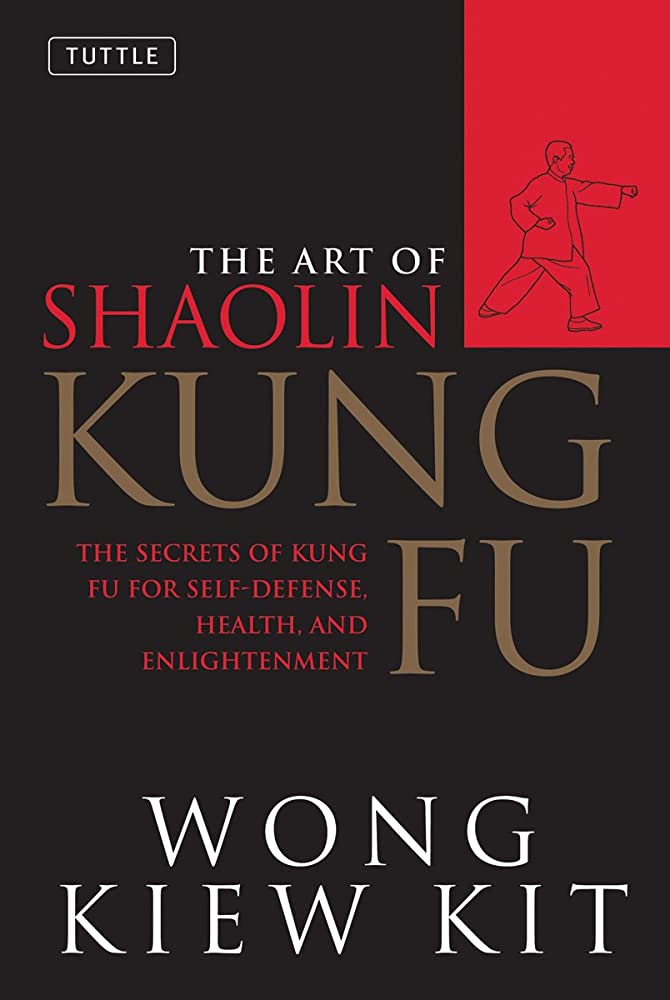 TUTTLE
THE ART OF
SHAOLIN
KUNG
FU
THE SECRETS OF KUNG
FU FOR SELF-DEFENSE,
HEALTH, AND
ENLIGHTENMENT
WONG
KIEW KIT